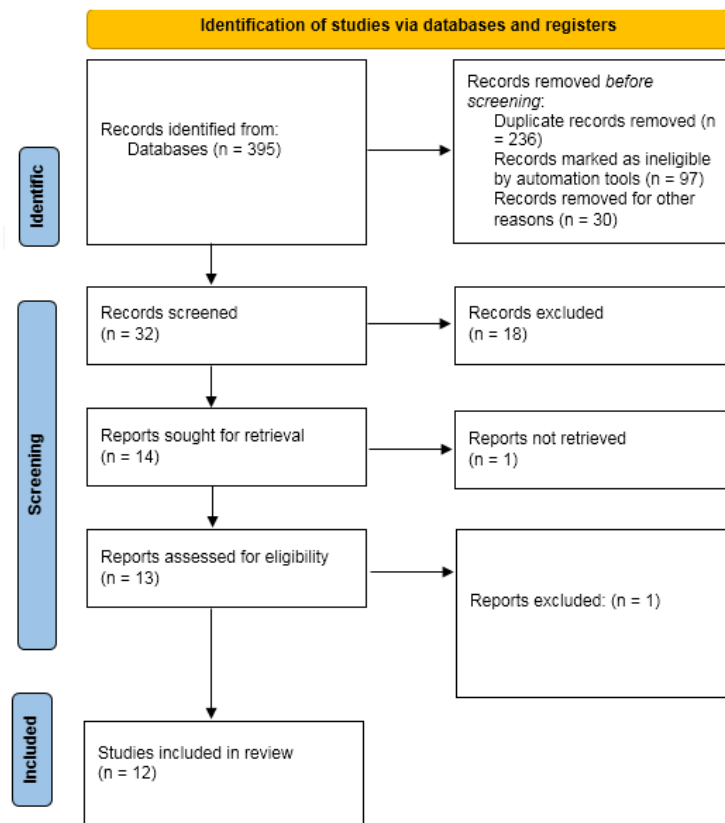 Identification of studies via databases and registers
Identific
Records identified from:
Databases (n = 395)
Records removed before
screening:
Duplicate records removed (n
= 236)
Records marked as ineligible
by automation tools (n = 97)
Records removed for other
reasons (n = 30)
Screening
Records screened
(n = 32)
Records excluded
(n = 18)
Reports sought for retrieval
(n = 14)
Reports not retrieved
(n = 1)
Reports assessed for eligibility
(n = 13)
Reports excluded: (n = 1)
Included
Studies included in review
(n = 12)